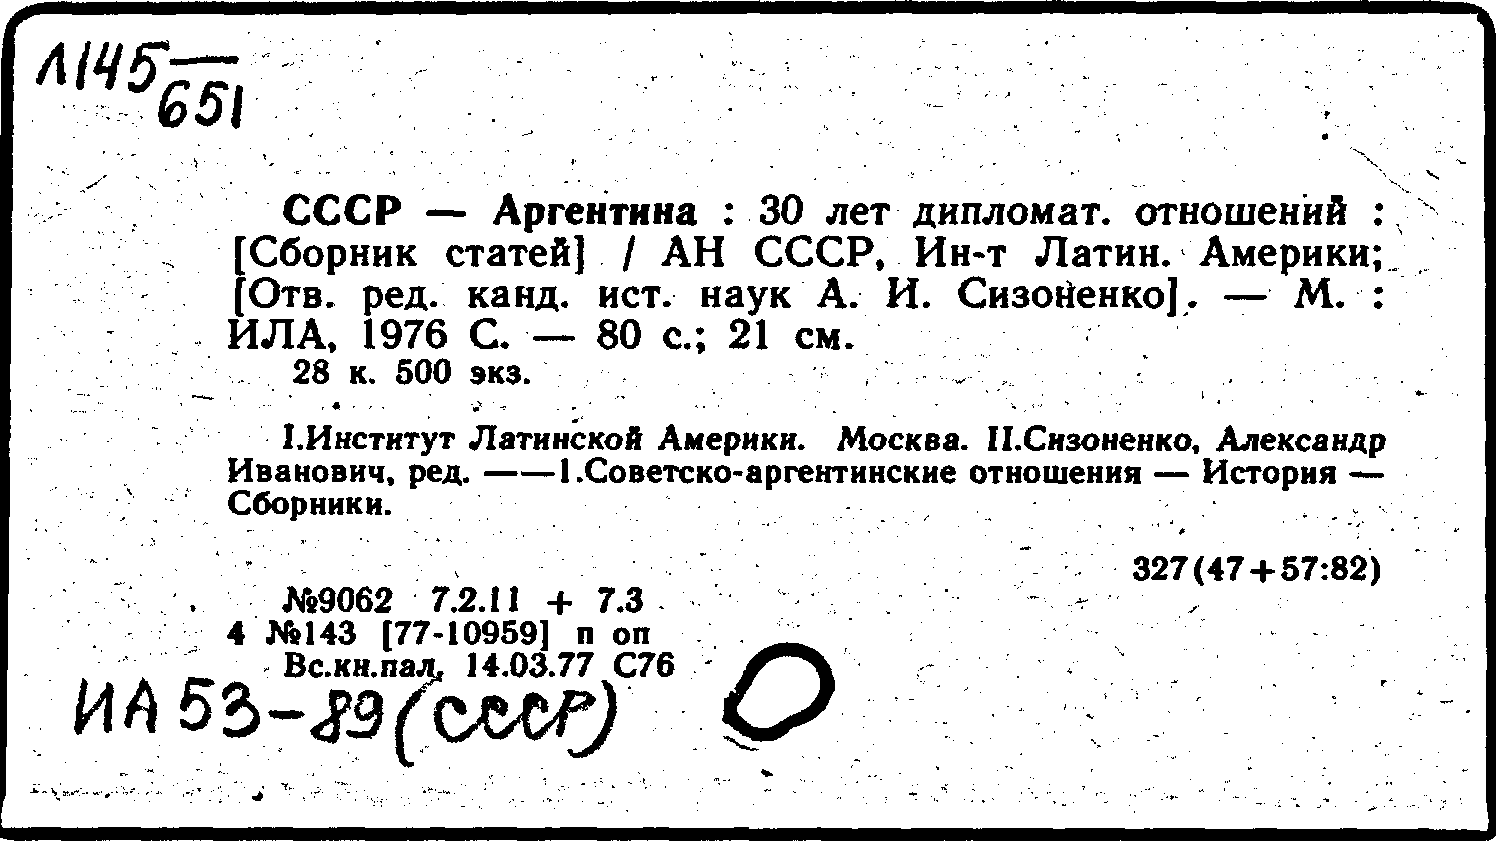 Л145
651
СССР — Аргентина : 30 лет дипломат. отношений :
[Сборник статей] / АН СССР, Ин-т Латин. Америки;
[Отв. ред. канд. ист. наук А. И. Сизоненко]. — М. :
ИЛА, 1976 С. — 80 с.; 21 см.
28 к. 500 экз.
I.Институт Латинской Америки. Москва. II.Сизоненко, Александр
Иванович, ред. — — 1.Советско-аргентинские отношения — История —
Сборники.
327(47+57:82)
№9062 7.2.11 + 7.3
4 №143 [77-10959] п оп
Вс.кн.пал. 14.03.77 С76
ИА 53-89 (СССР)